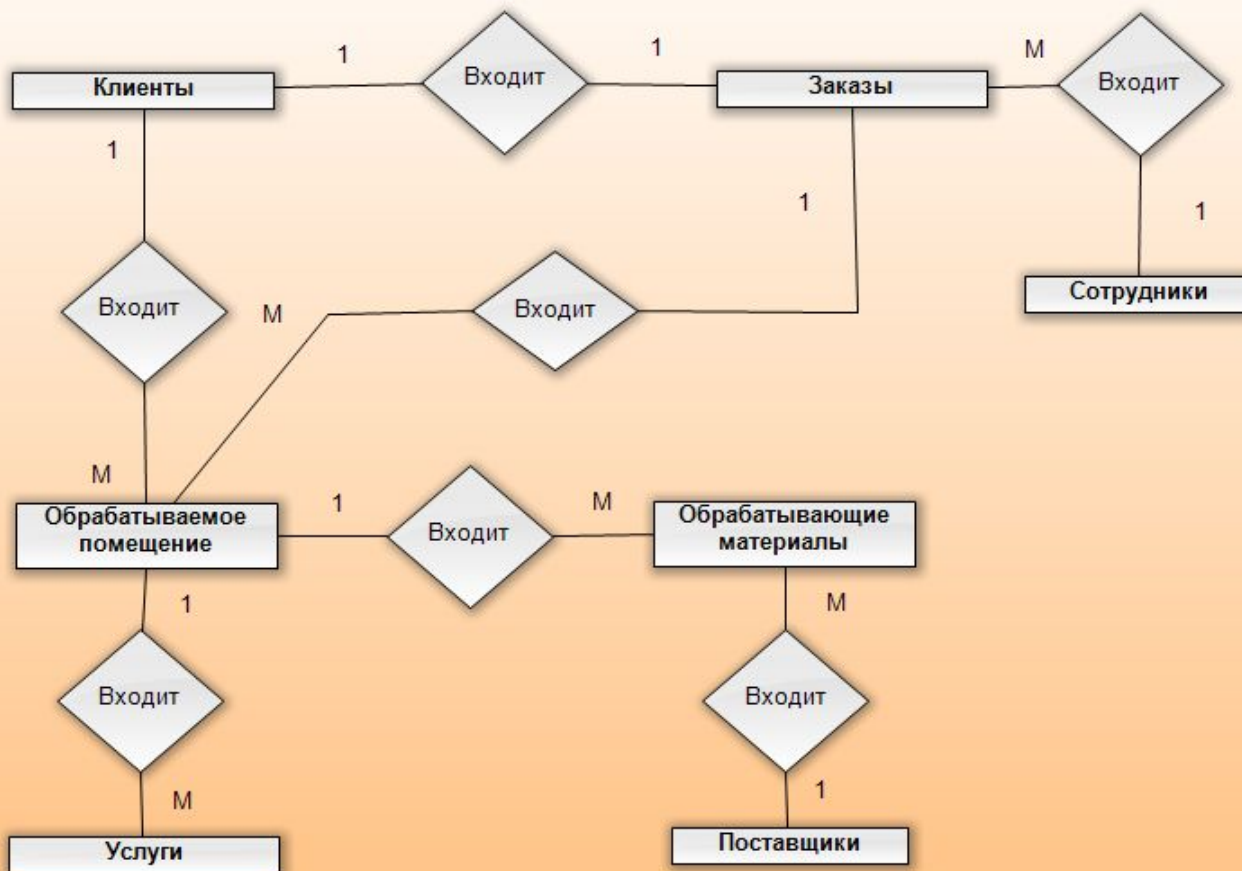 1
1
М
Клиенты
Входит
Заказы
Входит
1
1
1
Входит
М
Входит
Сотрудники
М
1
М
Обрабатываемое
помещение
Входит
Обрабатывающие
материалы
1
М
Входит
Входит
М
1
Услуги
Поставщики